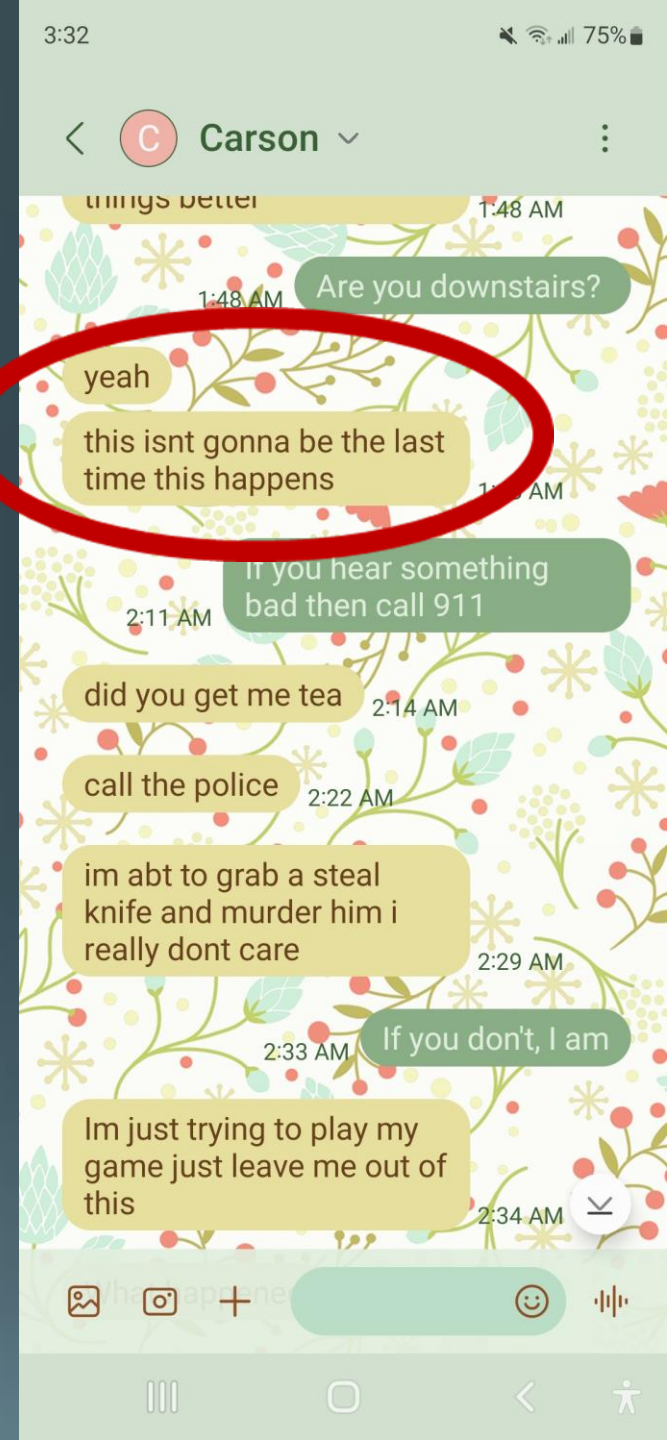 3:32
75%
C Carson
things better
1:48 AM
Are you downstairs?
1:48 AM
yeah
this isnt gonna be the last
time this happens
AM
If you hear something
bad then call 911
2:11 AM
did you get me tea
2:14 AM
call the police
2:22 AM
im abt to grab a steal
knife and murder him i
really dont care
2:29 AM
If you don't, I am
2:33 AM
Im just trying to play my
game just leave me out of
this
2:34 AM